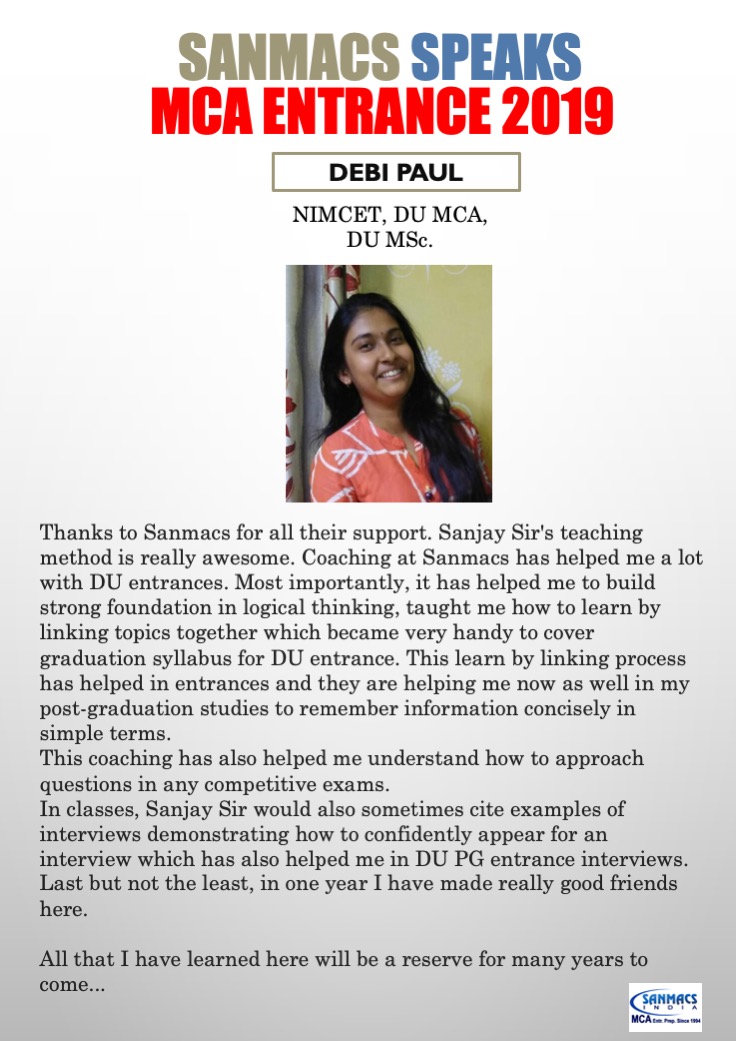 SANMACS SPEAKS
MCA ENTRANCE 2019
DEBI PAUL
NIMCET, DU MCA,
DU MSc.
Thanks to Sanmacs for all their support. Sanjay Sir's teaching
method is really awesome. Coaching at Sanmacs has helped me a lot
with DU entrances. Most importantly, it has helped me to build
strong foundation in logical thinking, taught me how to learn by
linking topics together which became very handy to cover
graduation syllabus for DU entrance. This learn by linking process
has helped in entrances and they are helping me now as well in my
post-graduation studies to remember information concisely in
simple terms.
This coaching has also helped me understand how to approach
questions in any competitive exams.
In classes, Sanjay Sir would also sometimes cite examples of
interviews demonstrating how to confidently appear for an
interview which has also helped me in DU PG entrance interviews.
Last but not the least, in one year I have made really good friends
here.
All that I have learned here will be a reserve for many years to
come...
SANMACS
INDIA
MCA Entr. Prep. Since 1994